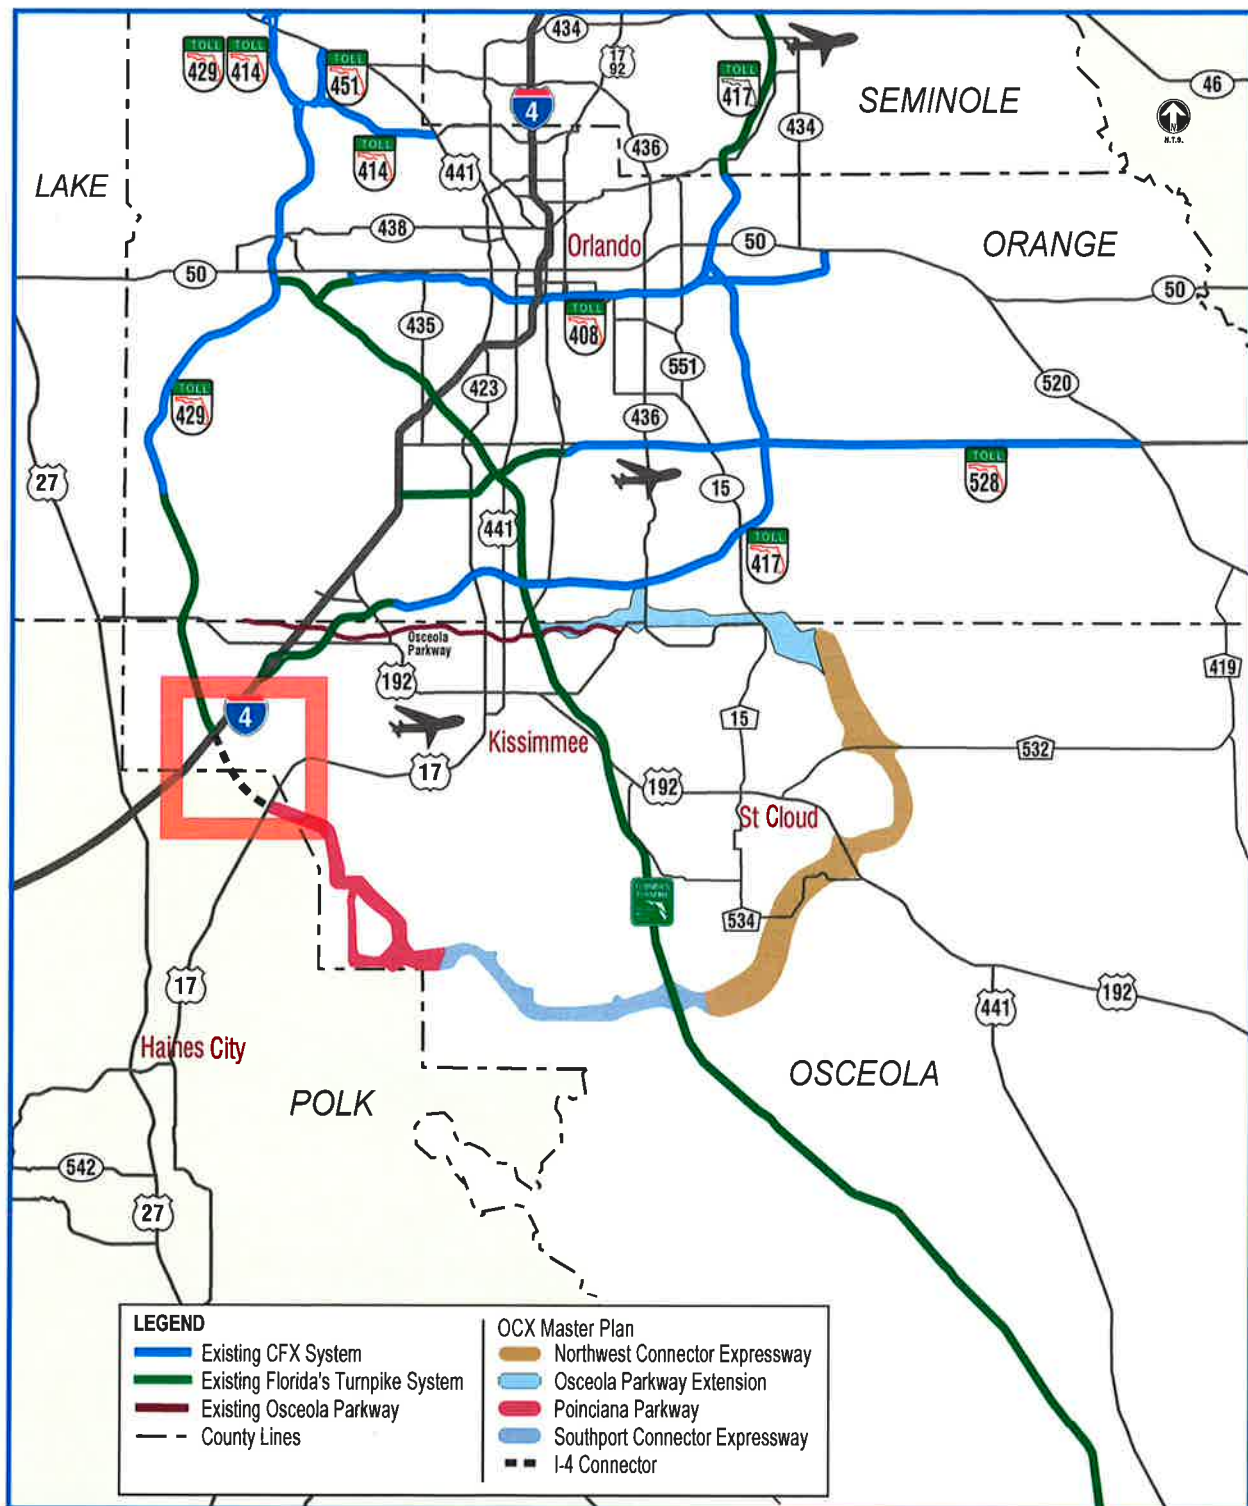 434
17
92
TOLL
429
TOLL
414
TOLL
451
TOLL
417
46
4
SEMINOLE
434
N
N.T.S.
436
TOLL
414
441
LAKE
438
Orlando
50
ORANGE
50
50
TOLL
408
435
551
423
520
TOLL
429
436
27
15
TOLL
528
441
TOLL
417
Osceola
Parkway
192
419
4
15
Kissimmee
532
17
192
St Cloud
534
17
441
192
Haines City
OSCEOLA
POLK
542
27
LEGEND
Existing CFX System
Existing Florida's Turnpike System
Existing Osceola Parkway
County Lines
OCX Master Plan
Northwest Connector Expressway
Osceola Parkway Extension
Poinciana Parkway
Southport Connector Expressway
I-4 Connector